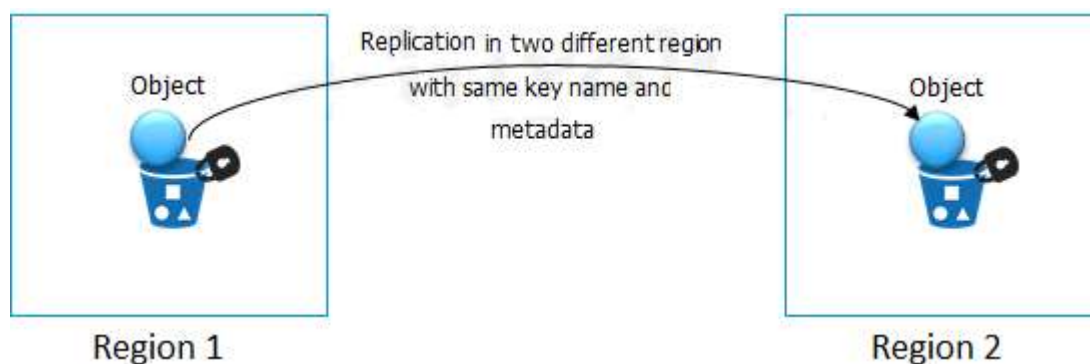 Replication in two different region
with same key name and
metadata
Object
Object
Region 1
Region 2